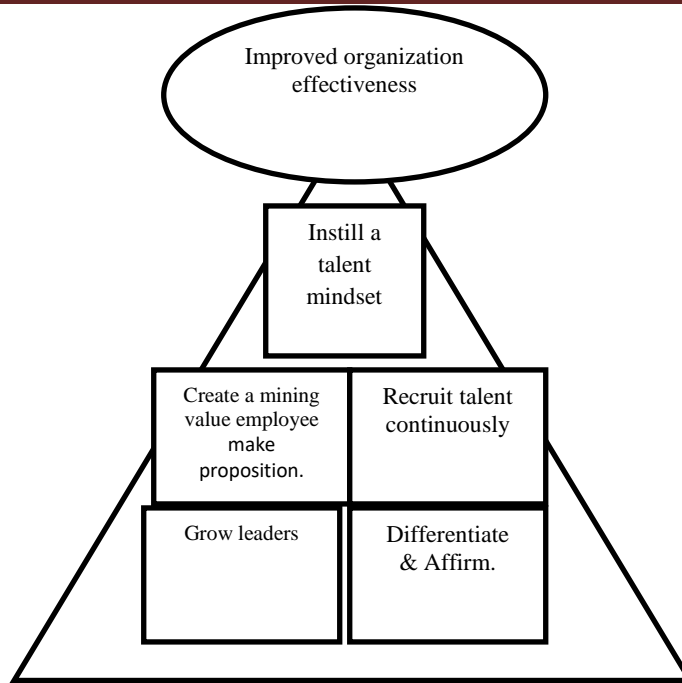 Improved organization
effectiveness
Instill a
talent
mindset
Create a mining
value employee
make
proposition.
Recruit talent
continuously
Grow leaders
Differentiate
& Affirm.